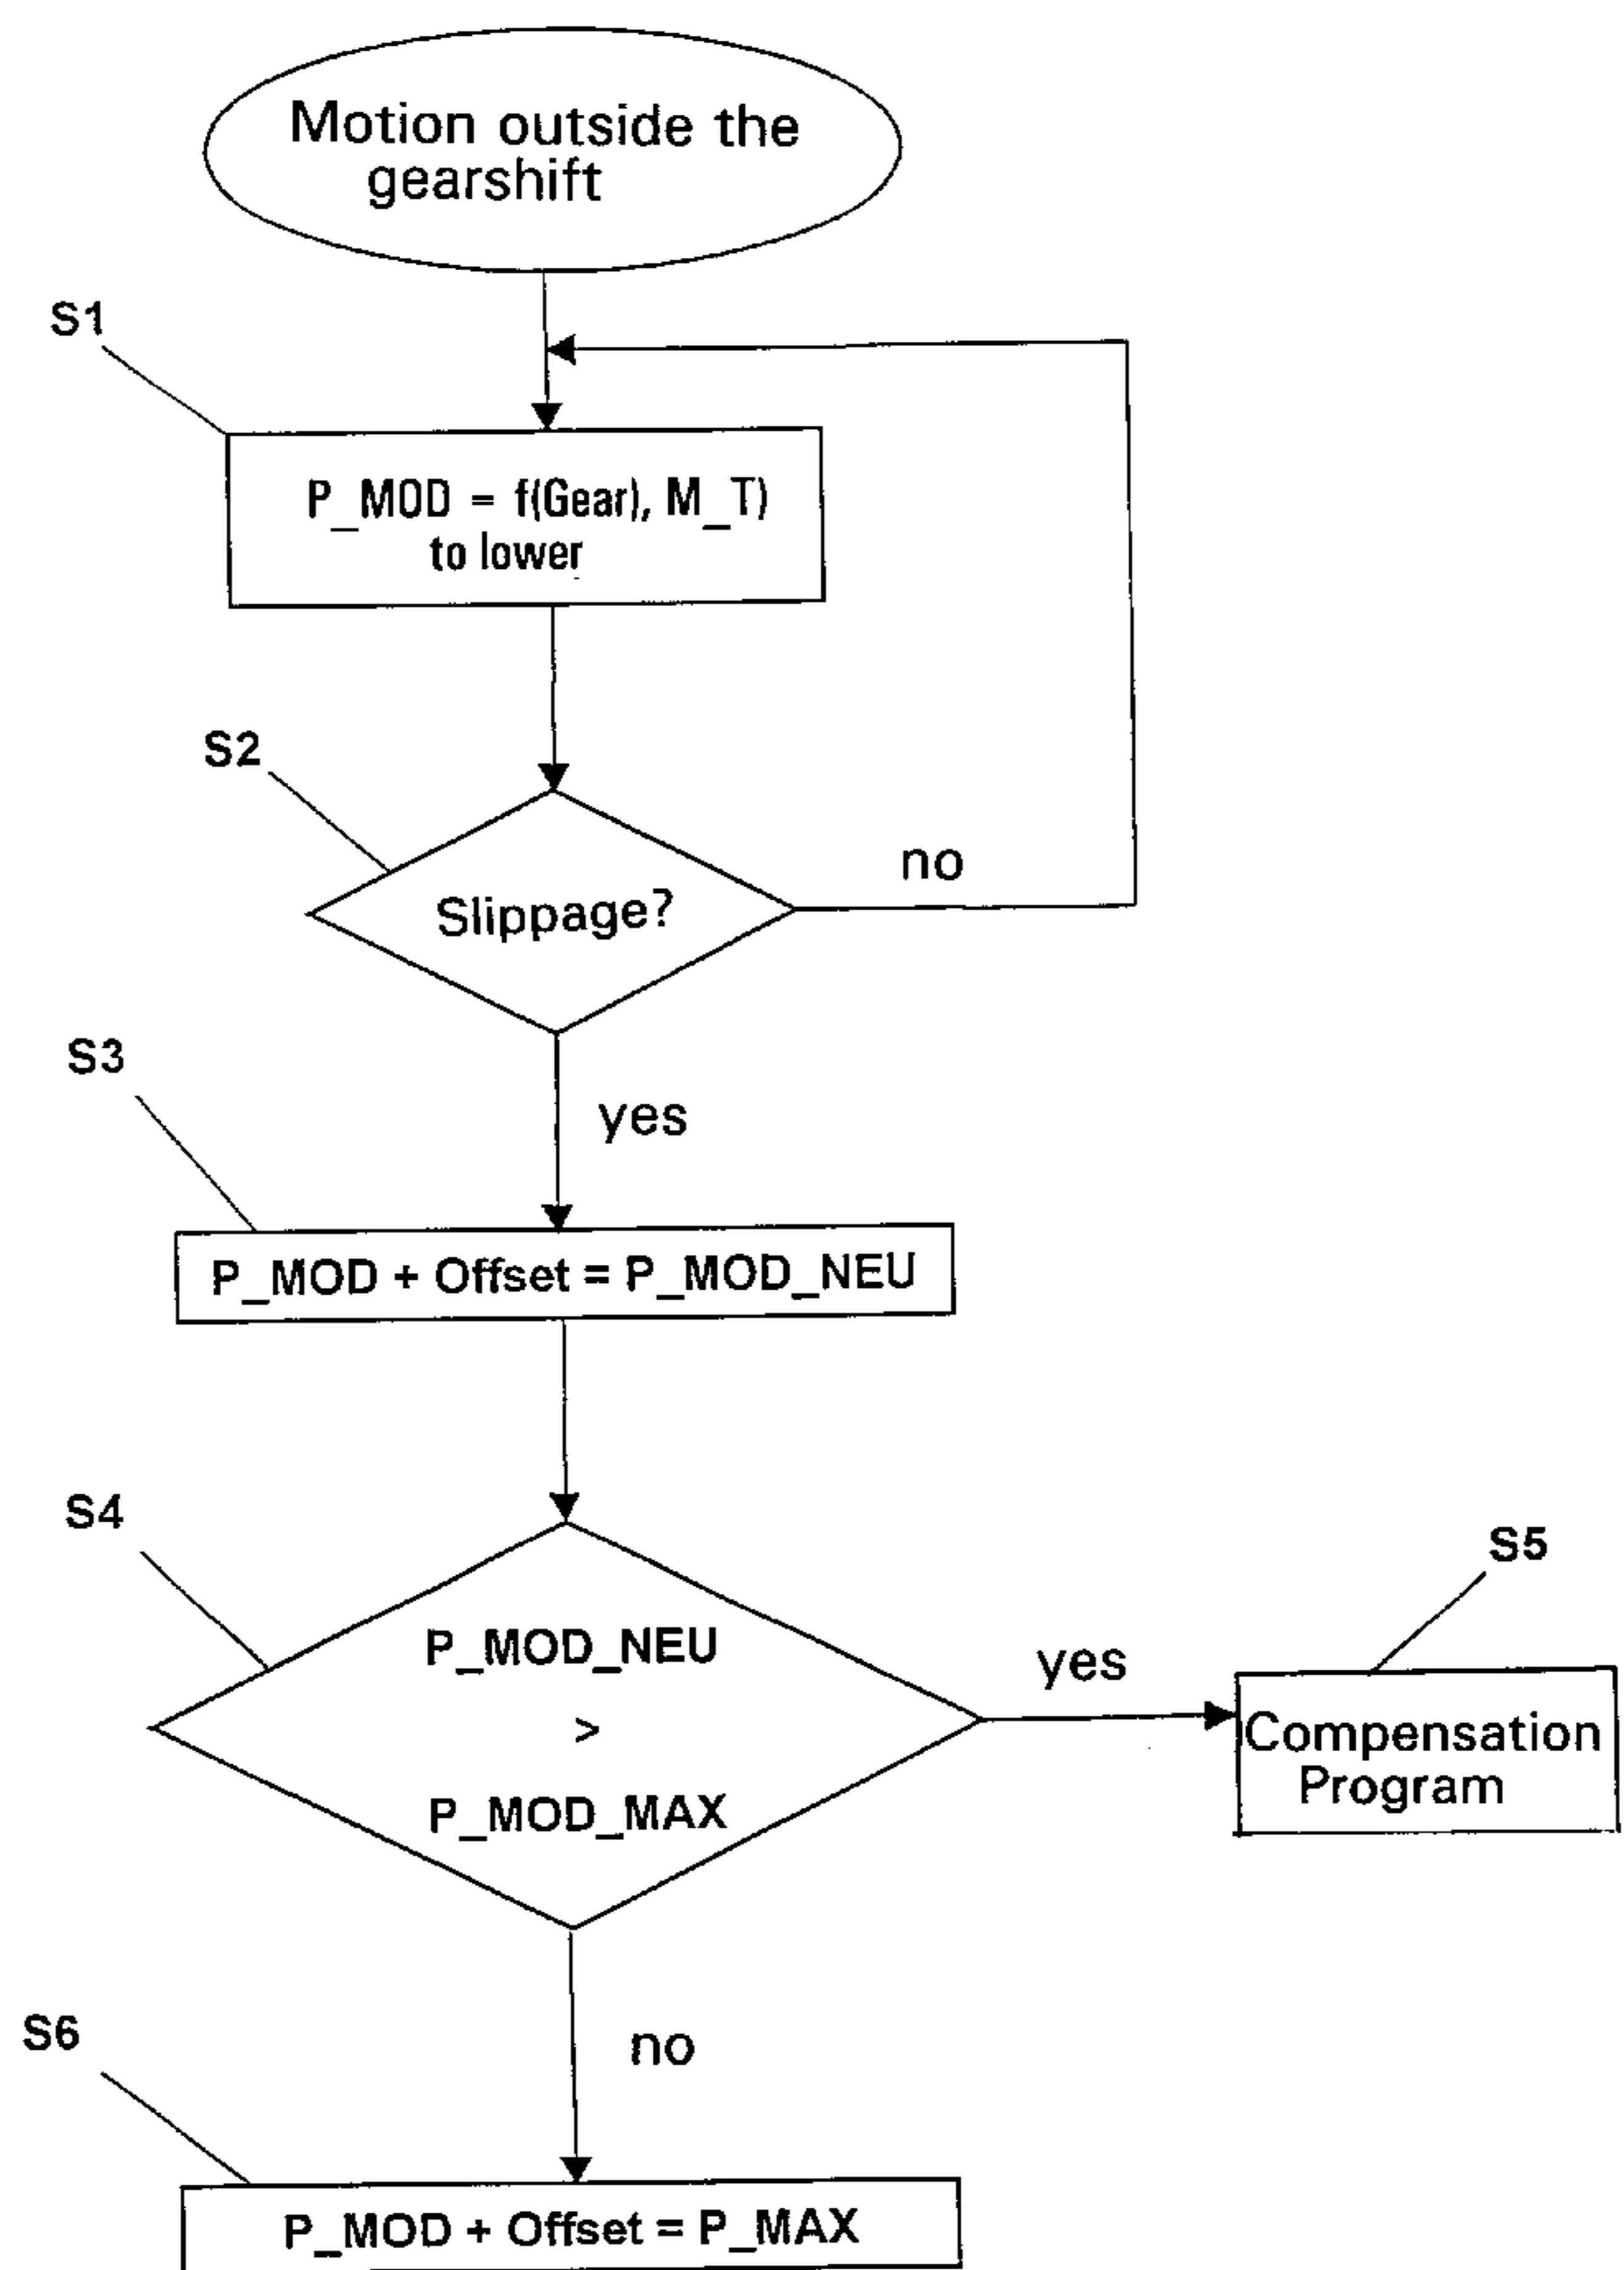 Motion outside the
gearshift
S1
P_MOD = f(Gear), M_T)
to lower
S2
Slippage?
no
S3
yes
P_MOD + Offset = P_MOD_NEU
S4
P_MOD_NEU
>
P_MOD_MAX
yes
S5
Compensation
Program
S6
no
P_MOD + Offset = P_MAX